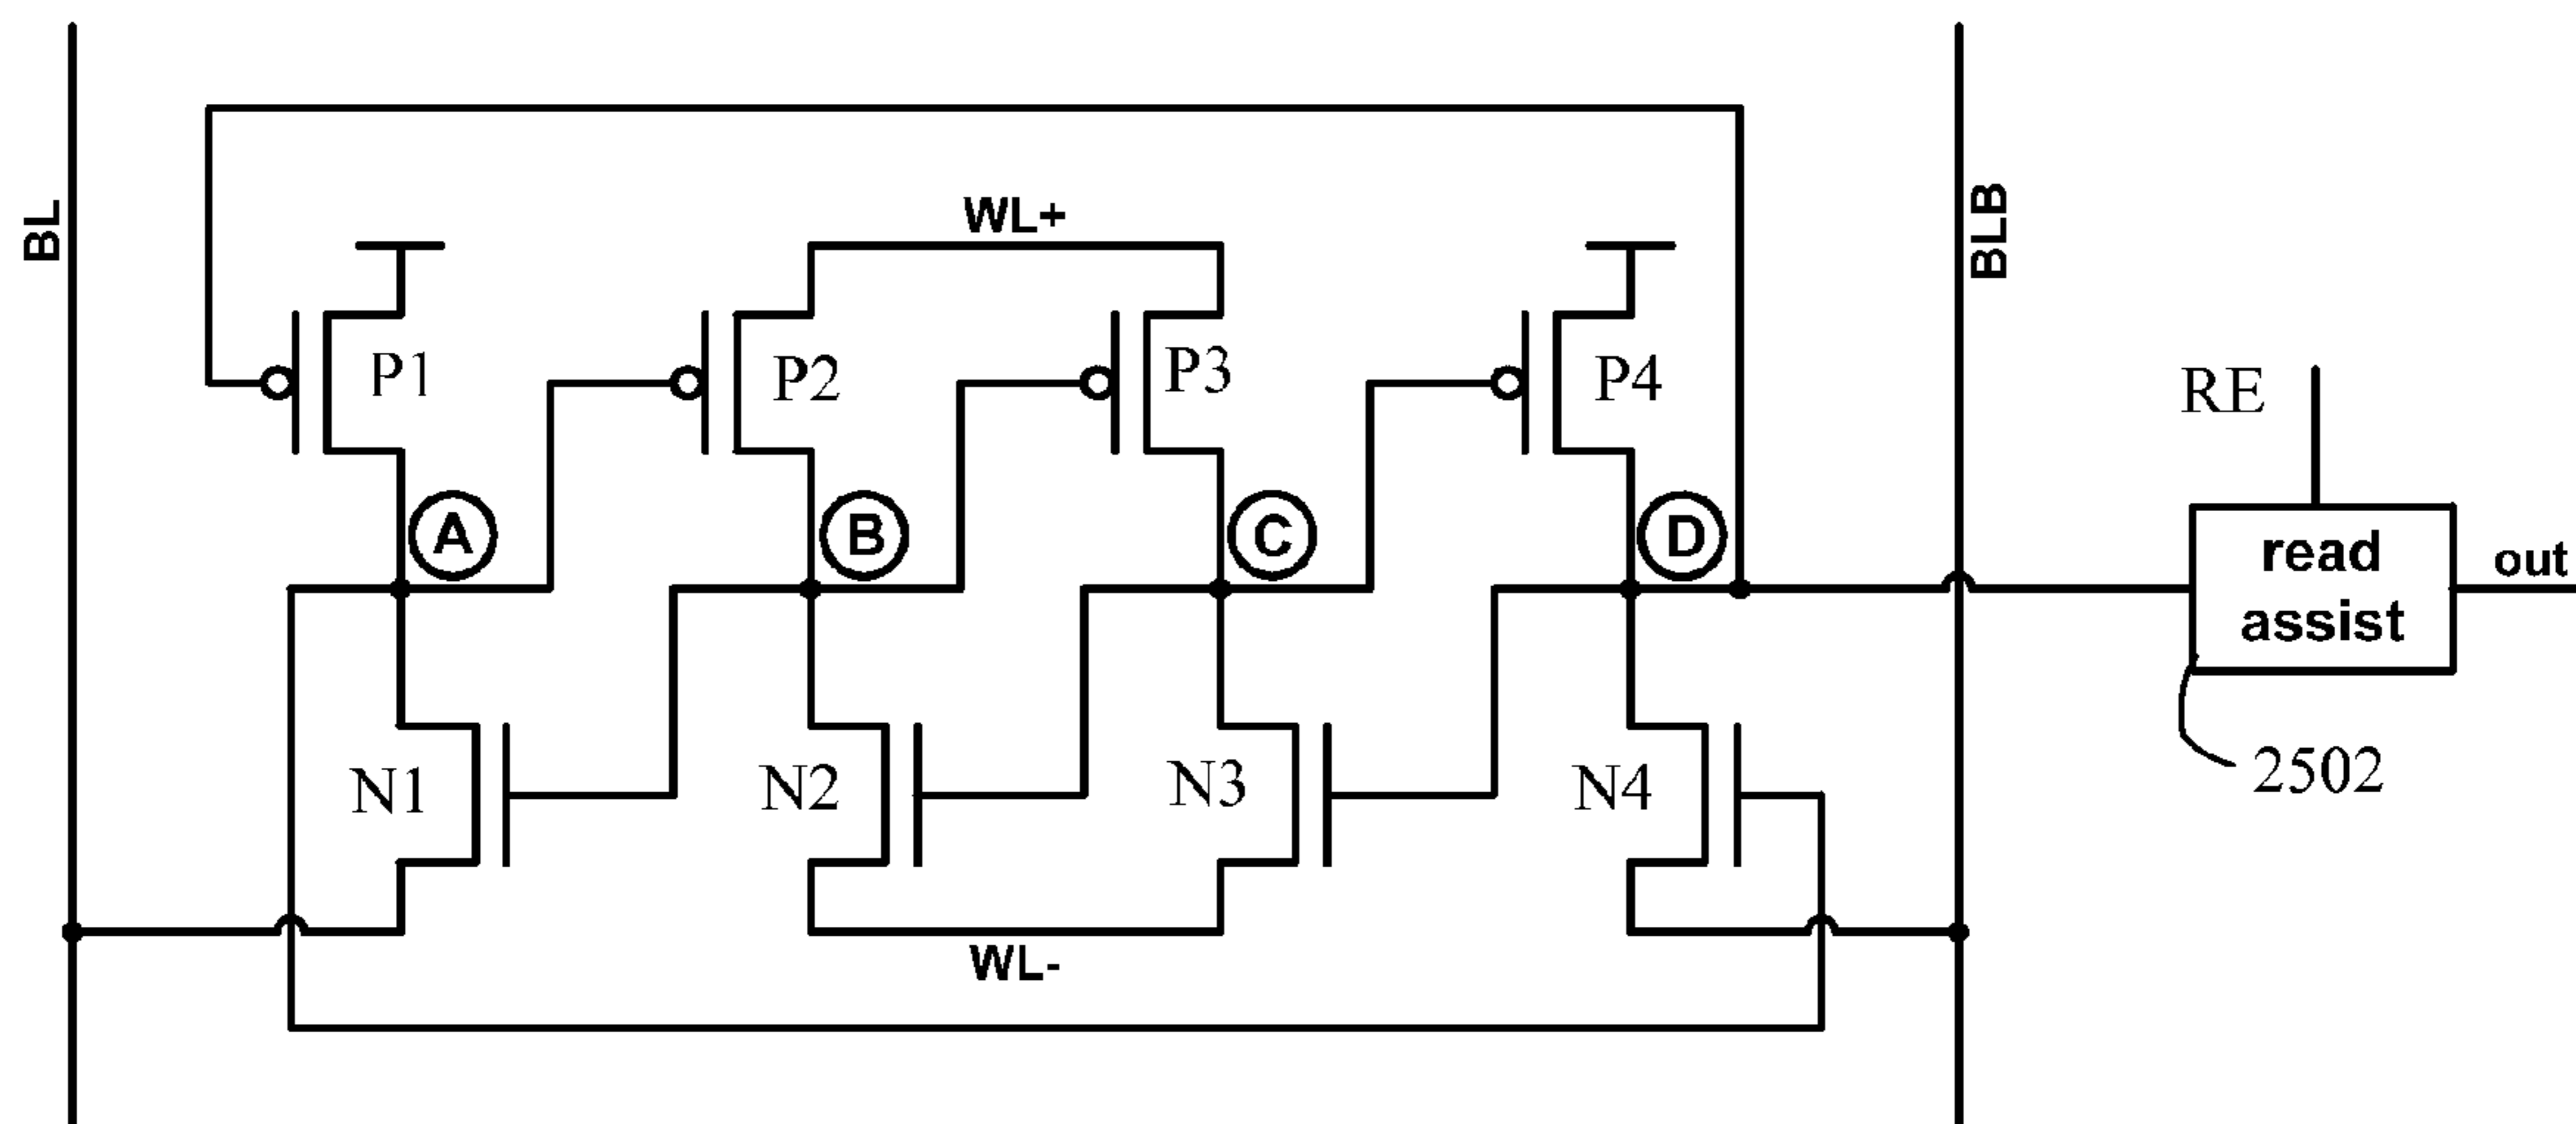 BL
WL+
BLB
P1
P2
P3
P4
RE
A
B
C
D
read
assist
out
N1
N2
N3
N4
2502
WL-